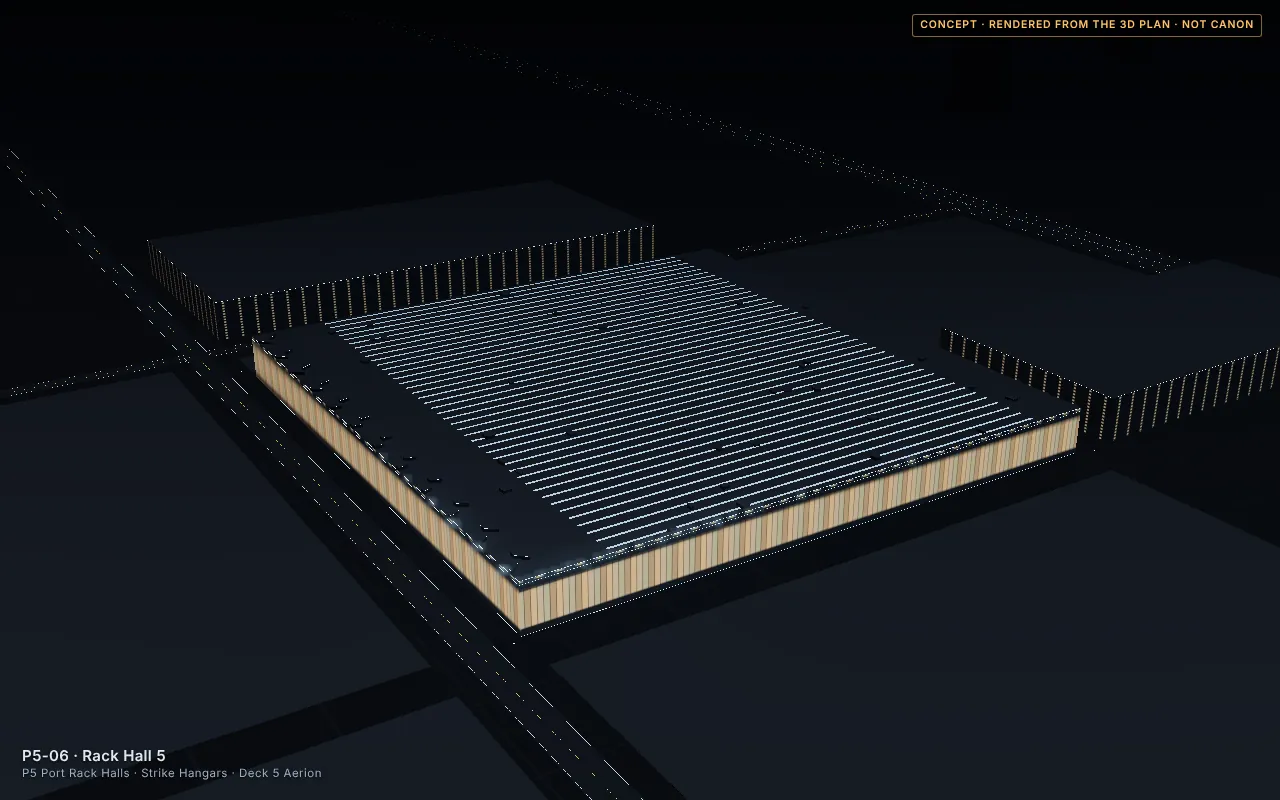 CONCEPT · RENDERED FROM THE 3D PLAN · NOT CANON
P5-06 · Rack Hall 5
P5 Port Rack Halls · Strike Hangars · Deck 5 Aerion